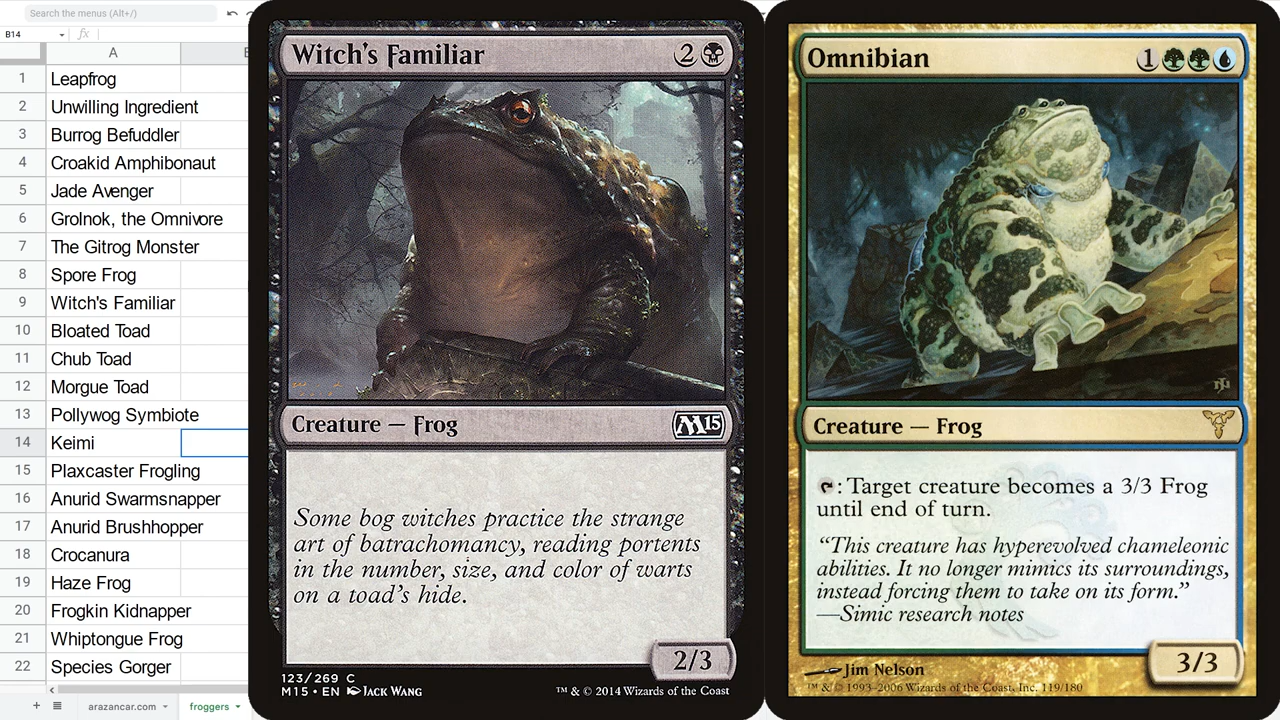 Search the menus (Alt+/)
B14
fx
A
1 Leapfrog
2 Unwilling Ingredient
3 Burrog Befuddler
4 Croakid Amphibonaut
5 Jade Avenger
6 Grolnok, the Omnivore
7 The Gitrog Monster
8 Spore Frog
9 Witch's Familiar
10 Bloated Toad
11 Chub Toad
12 Morgue Toad
13 Pollywog Symbiote
14 Keimi
15 Plaxcaster Frogling
16 Anurid Swarmsnapper
17 Anurid Brushhopper
18 Crocanura
19 Haze Frog
20 Frogkin Kidnapper
21 Whiptongue Frog
22 Species Gorger
arazancar.com
froggers
Witch's Familiar 2
Creature — Frog M15
Some bog witches practice the strange
art of batrachomancy, reading portents
in the number, size, and color of warts
on a toad's hide.
2/3
123/269 C
M15 • EN Jack Wang
™ & © 2014 Wizards of the Coast
Omnibian 1
Creature — Frog
: Target creature becomes a 3/3 Frog
until end of turn.
“This creature has hyperevolved chameleonic
abilities. It no longer mimics its surroundings,
instead forcing them to take on its form.”
—Simic research notes
3/3
Jim Nelson
™ & © 1993–2006 Wizards of the Coast, Inc. 119/180